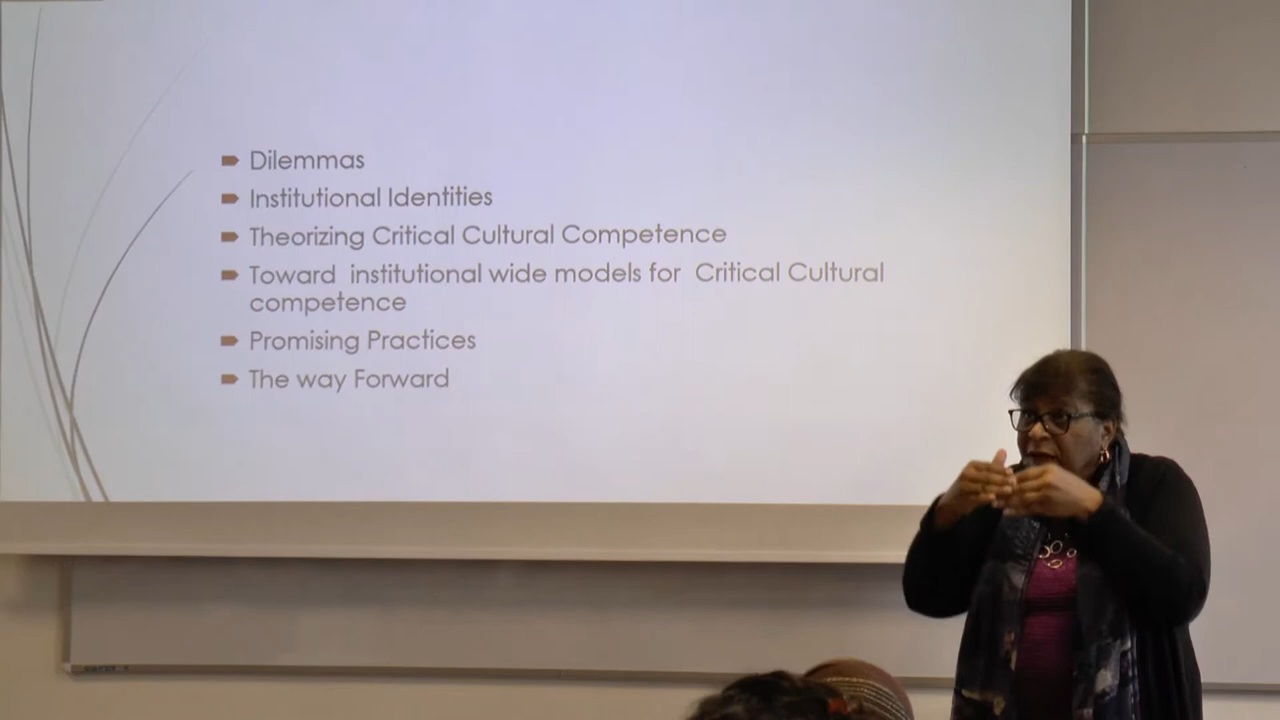 Dilemmas
Institutional Identities
Theorizing Critical Cultural Competence
Toward institutional wide models for Critical Cultural
competence
Promising Practices
The way Forward